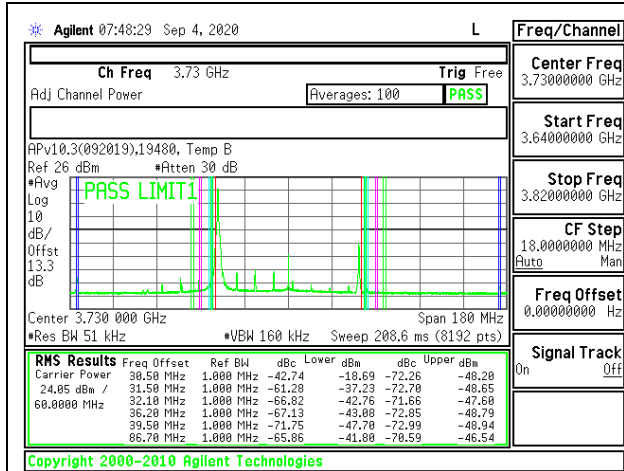 Agilent 07:48:29 Sep 4, 2020 L
Freq/Channel
Ch Freq 3.73 GHz Trig Free
Adj Channel Power Averages: 100 PASS
APv10.3(092019),19480, Temp B
Ref 26 dBm #Atten 30 dB
#Avg
Log
10
dB/
Offst
13.3
dB
PASS LIMIT1
Center 3.730 000 GHz Span 180 MHz
#Res BW 51 kHz #VBW 160 kHz Sweep 208.6 ms (8192 pts)
RMS Results Freq Offset Ref BW dBc Lower dBm dBc Upper dBm
Carrier Power 30.50 MHz 1.000 MHz -42.74 -18.69 -72.26 -48.20
24.05 dBm / 31.50 MHz 1.000 MHz -61.28 -37.23 -72.70 -48.65
60.0000 MHz 32.10 MHz 1.000 MHz -66.82 -42.76 -71.66 -47.60
36.20 MHz 1.000 MHz -67.13 -43.08 -72.85 -48.79
39.50 MHz 1.000 MHz -71.75 -47.70 -72.99 -48.94
86.70 MHz 1.000 MHz -65.86 -41.80 -70.59 -46.54
Copyright 2000-2010 Agilent Technologies
Center Freq
3.73000000 GHz
Start Freq
3.64000000 GHz
Stop Freq
3.82000000 GHz
CF Step
18.0000000 MHz
Auto Man
Freq Offset
0.00000000 Hz
Signal Track
On Off